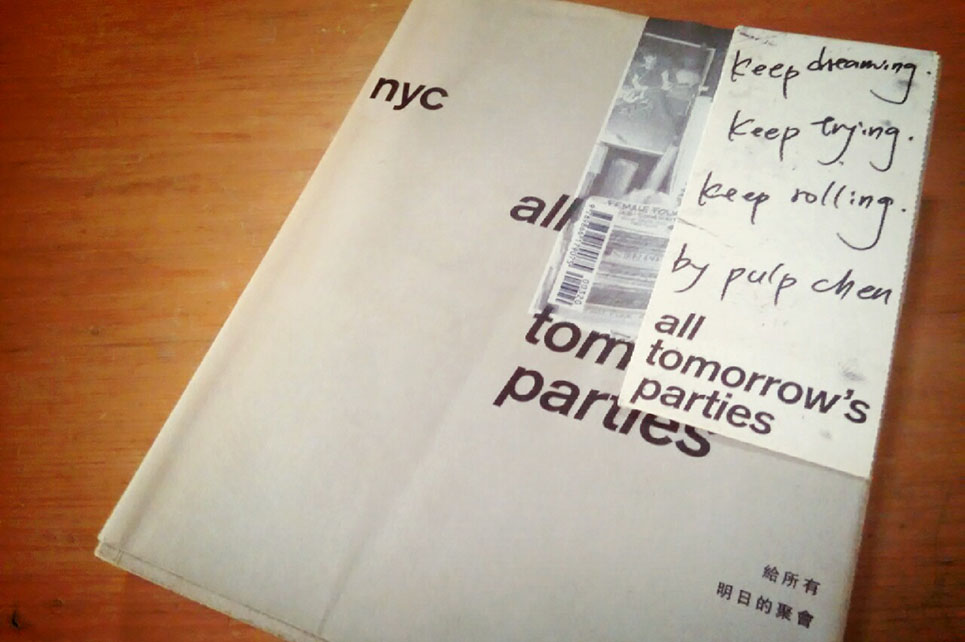 nyc
all
tom
parties
keep dreaming.
keep trying.
keep rolling.
by pulp chen
all
tomorrow's
parties
給所有
明日的聚會